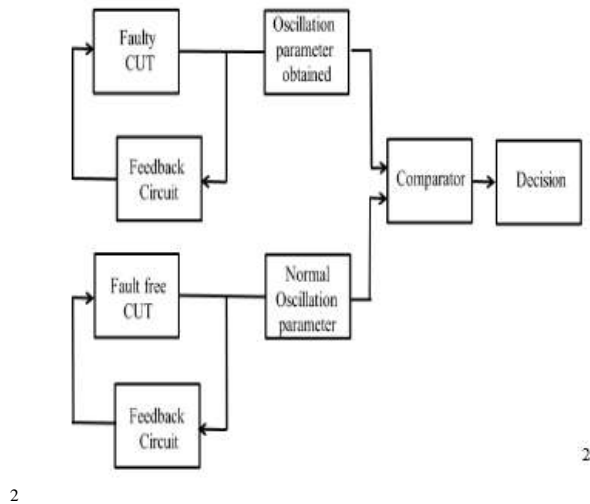 Faulty
CUT
Oscillation
parameter
obtained
Feedback
Circuit
Comparator
Decision
Fault free
CUT
Normal
Oscillation
parameter
Feedback
Circuit
2
2